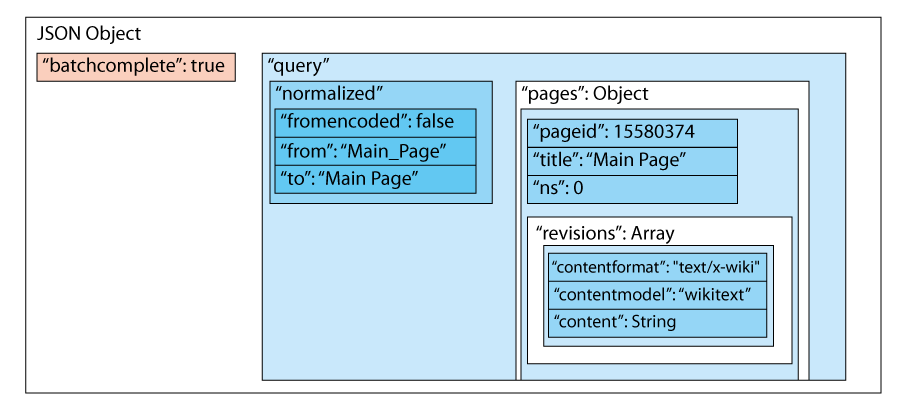 JSON Object
“batchcomplete”: true
“query”
“normalized”
“fromencoded”: false
“from”: “Main_Page”
“to”: “Main Page”
“pages”: Object
“pageid”: 15580374
“title”: “Main Page”
“ns”: 0
“revisions”: Array
“contentformat”: "text/x-wiki"
“contentmodel”: “wikitext”
“content”: String